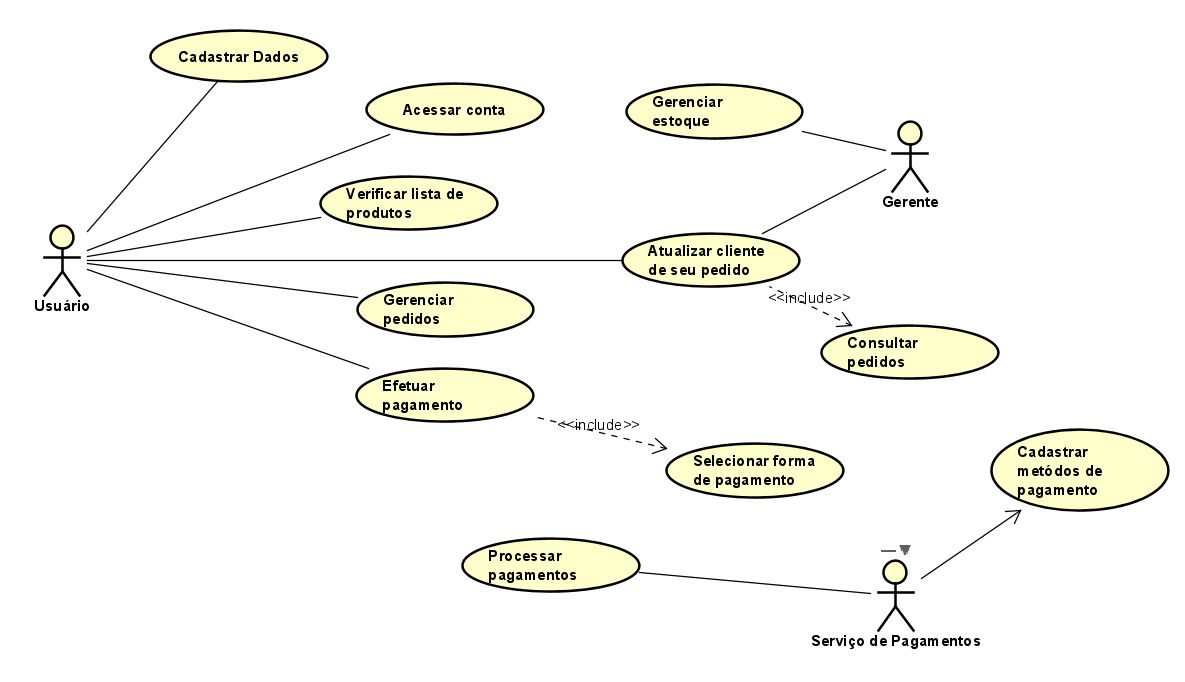 Cadastrar Dados
Acessar conta
Gerenciar
estoque
Verificar lista de
produtos
Gerente
Atualizar cliente
de seu pedido
Usuário
<<include>>
Gerenciar
pedidos
Consultar
pedidos
Efetuar
pagamento
<<include>>
Selecionar forma
de pagamento
Cadastrar
metódos de
pagamento
Processar
pagamentos
Serviço de Pagamentos